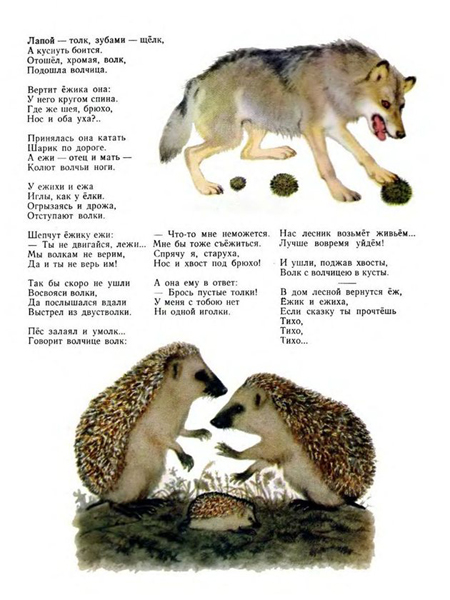 Лапой — толк, зубами — щёлк,
А куснуть боится.
Отошёл, хромая, волк,
Подошла волчица.
Вертит ёжика она:
У него кругом спина.
Где же шея, брюхо,
Нос и оба уха?..
Принялась она катать
Шарик по дороге.
А ежи — отец и мать —
Колют волчьи ноги.
У ежихи и ежа
Иглы, как у ёлки.
Огрызаясь и дрожа,
Отступают волки.
Шепчут ёжику ежи:
— Ты не двигайся, лежи...
Мы волкам не верим,
Да и ты не верь им!
Так бы скоро не ушли
Восвояси волки,
Да послышался вдали
Выстрел из двустволки.
Пёс залаял и умолк...
Говорит волчице волк:
— Что-то мне неможется.
Мне бы тоже съёжиться.
Спрячу я, старуха,
Нос и хвост под брюхо!
А она ему в ответ:
— Брось пустые толки!
У меня с тобою нет
Ни одной иголки.
Нас лесник возьмёт живьём...
Лучше вовремя уйдём!
И ушли, поджав хвосты,
Волк с волчицею в кусты.
В дом лесной вернутся ёж,
Ёжик и ежиха,
Если сказку ты прочтёшь
Тихо,
Тихо,
Тихо...